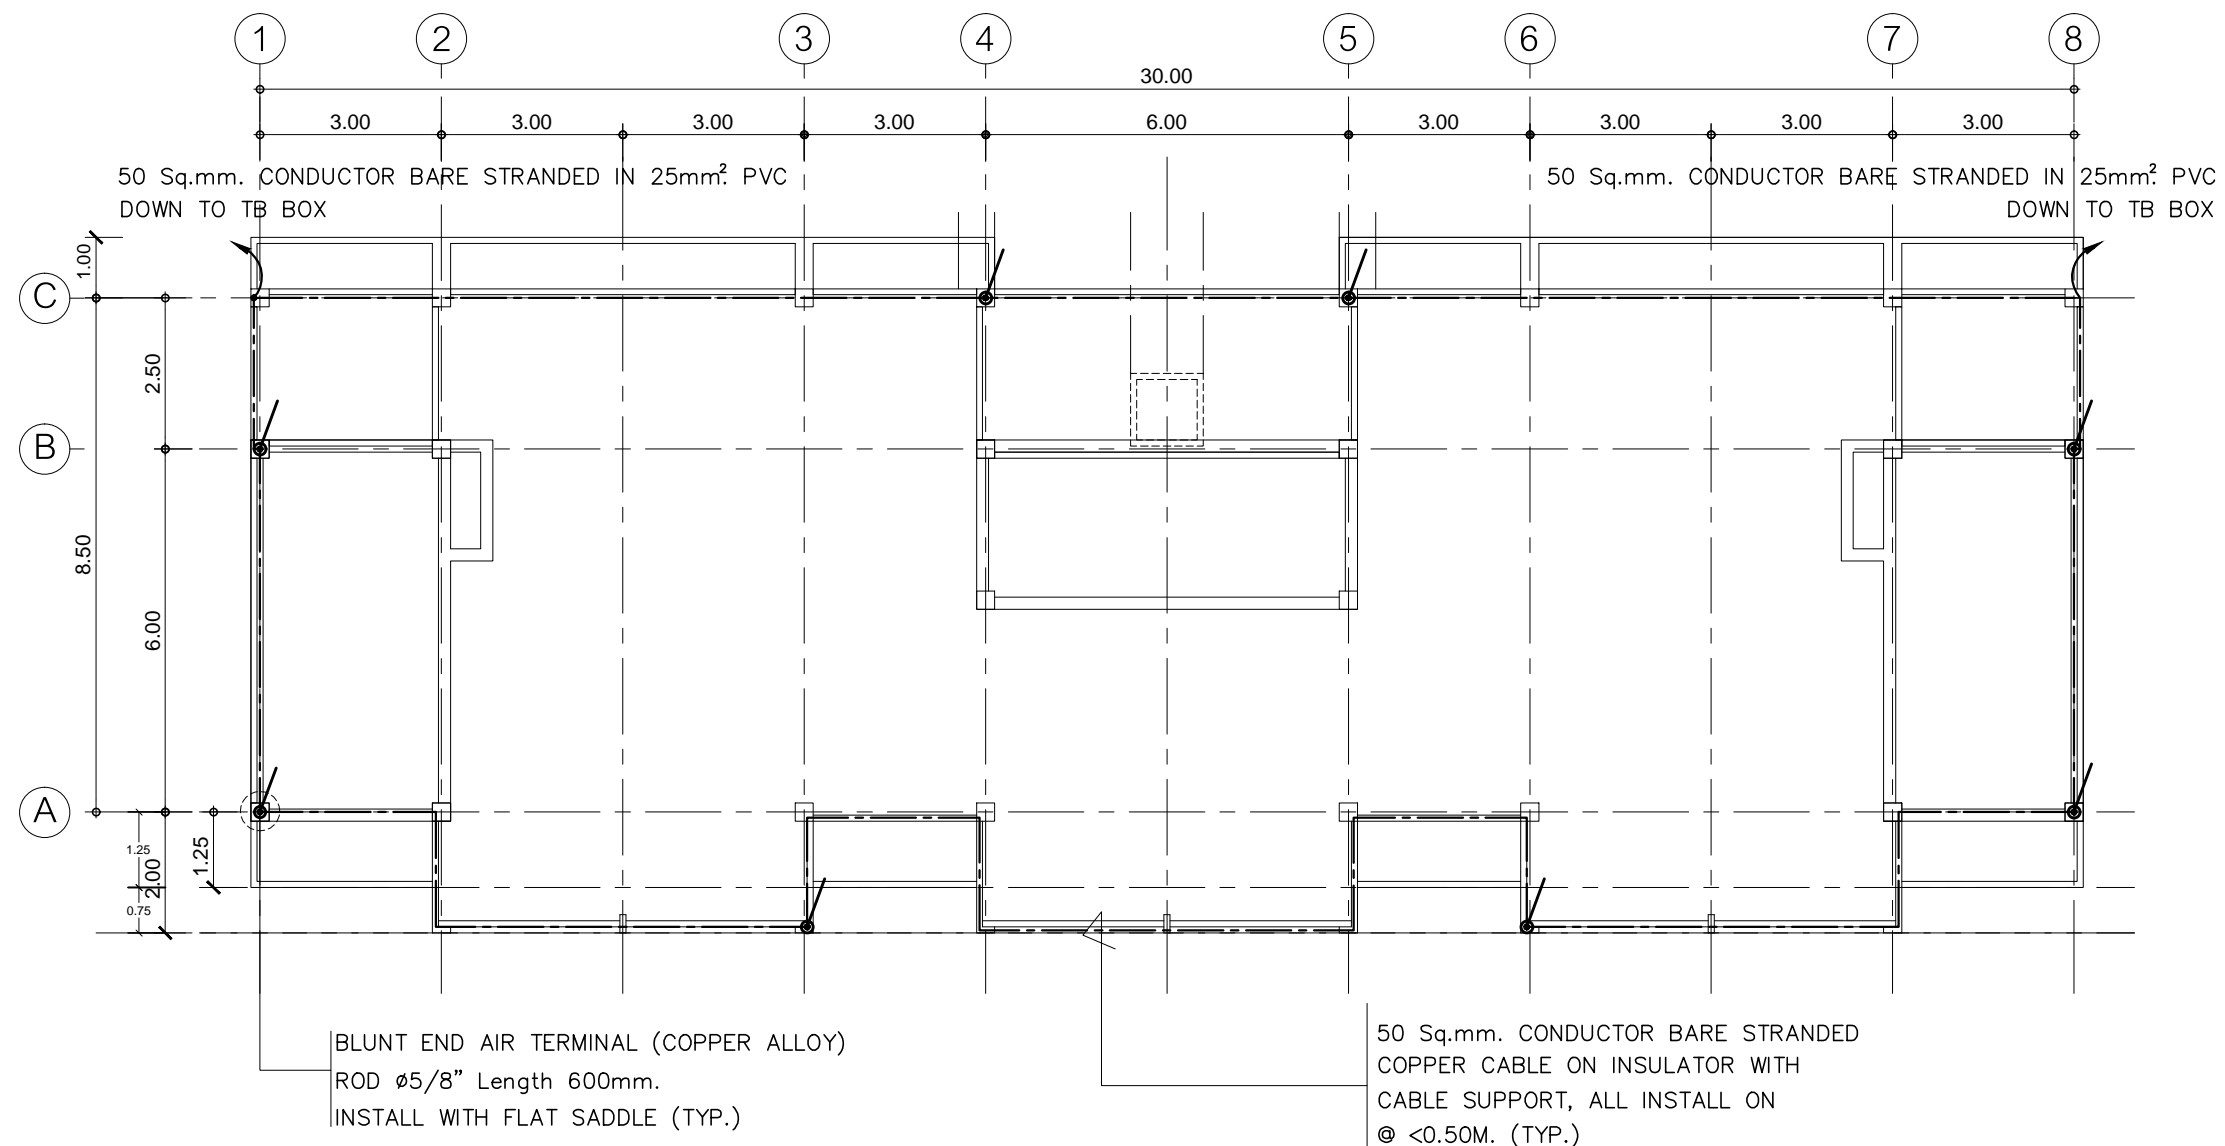 1 2 3 4 5 6 7 8
30.00
3.00 3.00 3.00 3.00 6.00 3.00 3.00 3.00 3.00
50 Sq.mm. CONDUCTOR BARE STRANDED IN 25mm². PVC
DOWN TO TB BOX
50 Sq.mm. CONDUCTOR BARE STRANDED IN 25mm². PVC
DOWN TO TB BOX
1.00
C
2.50
B
8.50
6.00
A
1.25
2.00
1.25
0.75
BLUNT END AIR TERMINAL (COPPER ALLOY)
ROD ø5/8" Length 600mm.
INSTALL WITH FLAT SADDLE (TYP.)
50 Sq.mm. CONDUCTOR BARE STRANDED
COPPER CABLE ON INSULATOR WITH
CABLE SUPPORT, ALL INSTALL ON
@ <0.50M. (TYP.)